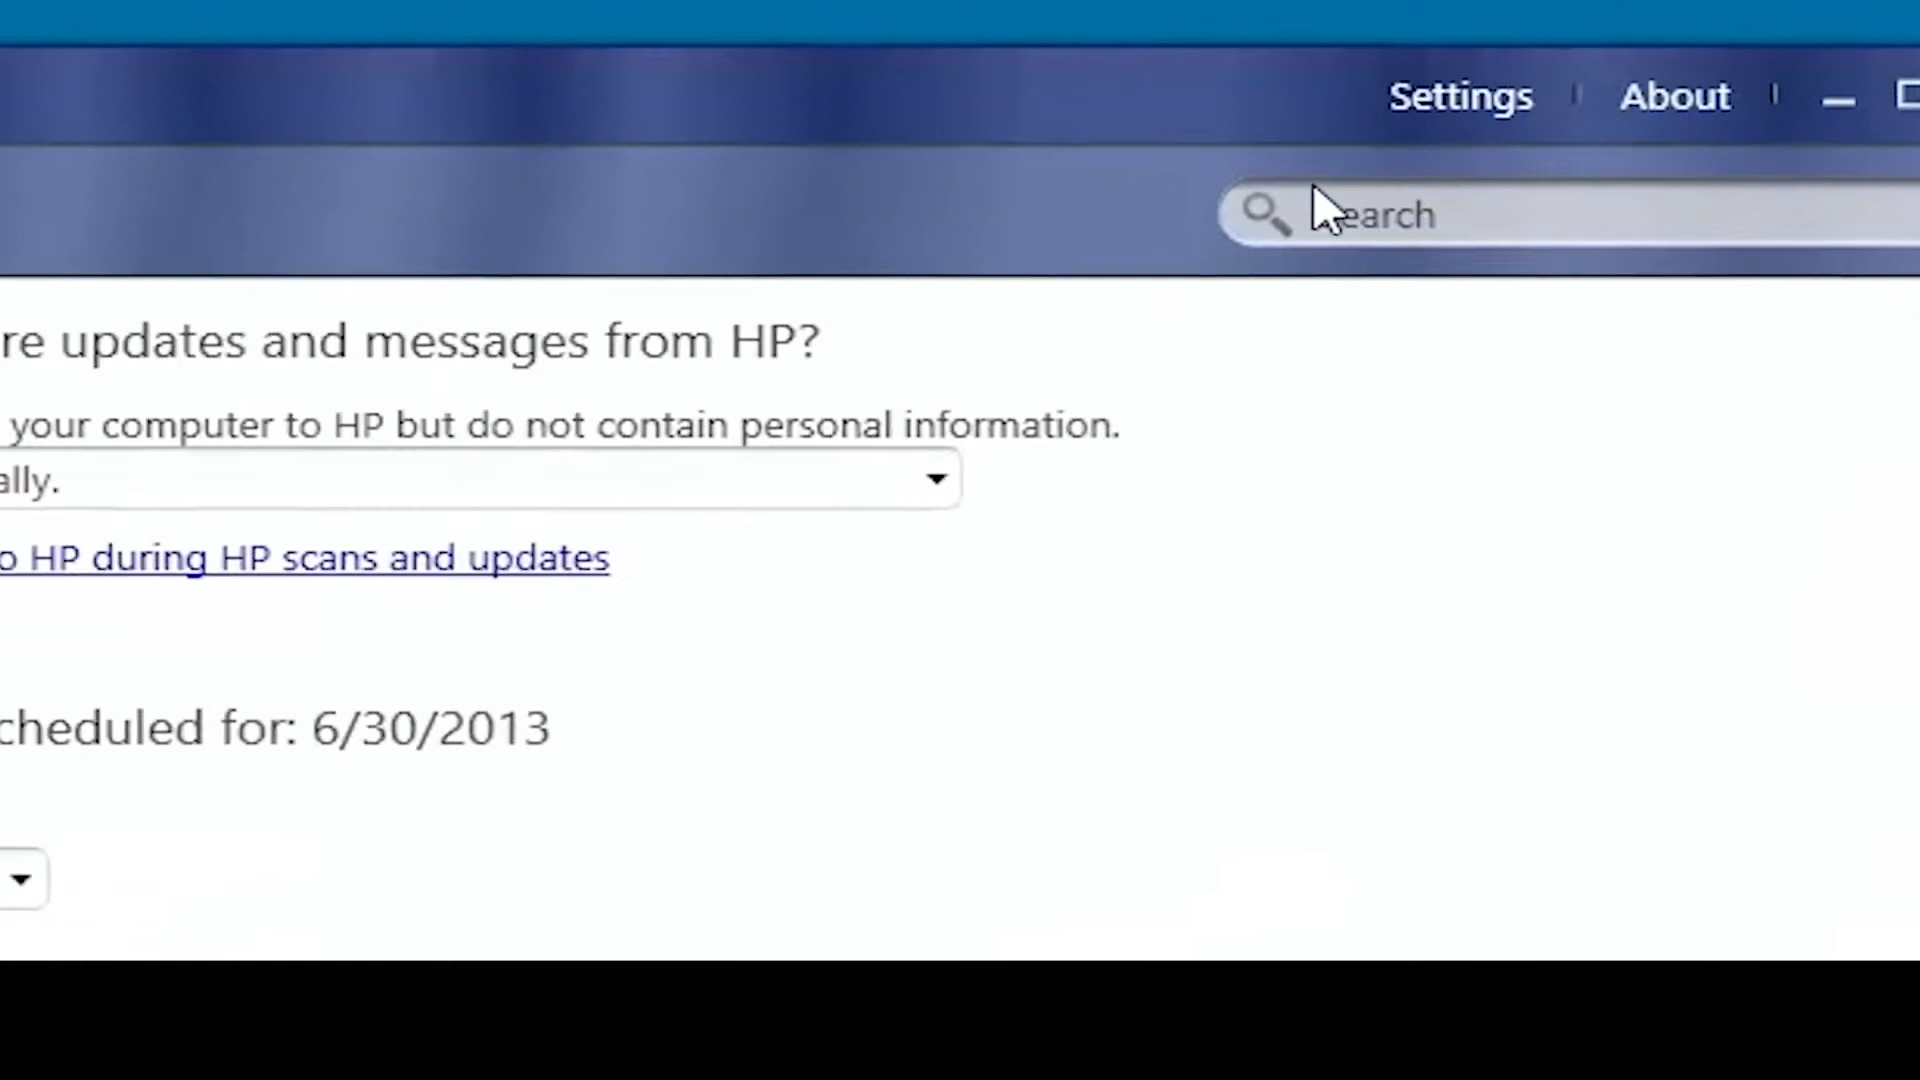 Settings About
earch
re updates and messages from HP?
your computer to HP but do not contain personal information.
ally.
o HP during HP scans and updates
cheduled for: 6/30/2013